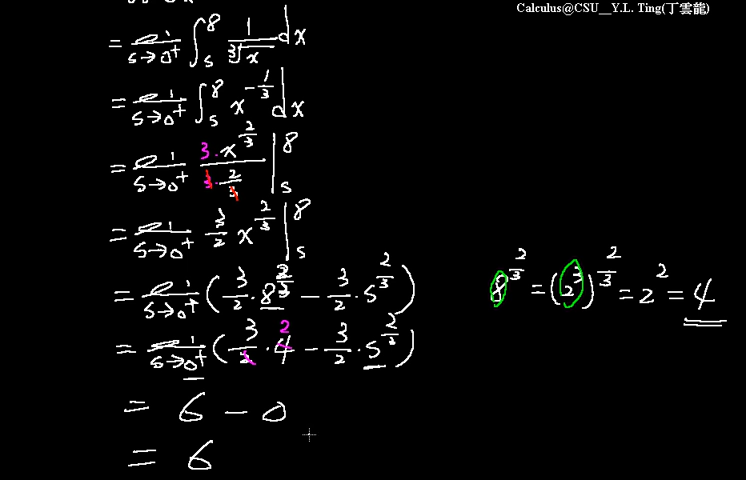 Calculus@CSU__Y.L. Ting(丁雲龍)
= lim s→0⁺ ∫ₛ⁸ 1/∛x dx
= lim s→0⁺ ∫ₛ⁸ x^(-1/3) dx
= lim s→0⁺ 3·x^(2/3) / 3·(2/3) |ₛ⁸
= lim s→0⁺ 3/2 x^(2/3) |ₛ⁸
= lim s→0⁺ (3/2 · 8^(2/3) − 3/2 · s^(2/3))
8^(2/3) = (2³)^(2/3) = 2² = 4
= lim s→0⁺ (3/2 · 4 2 − 3/2 · s^(2/3))
= 6 − 0
= 6